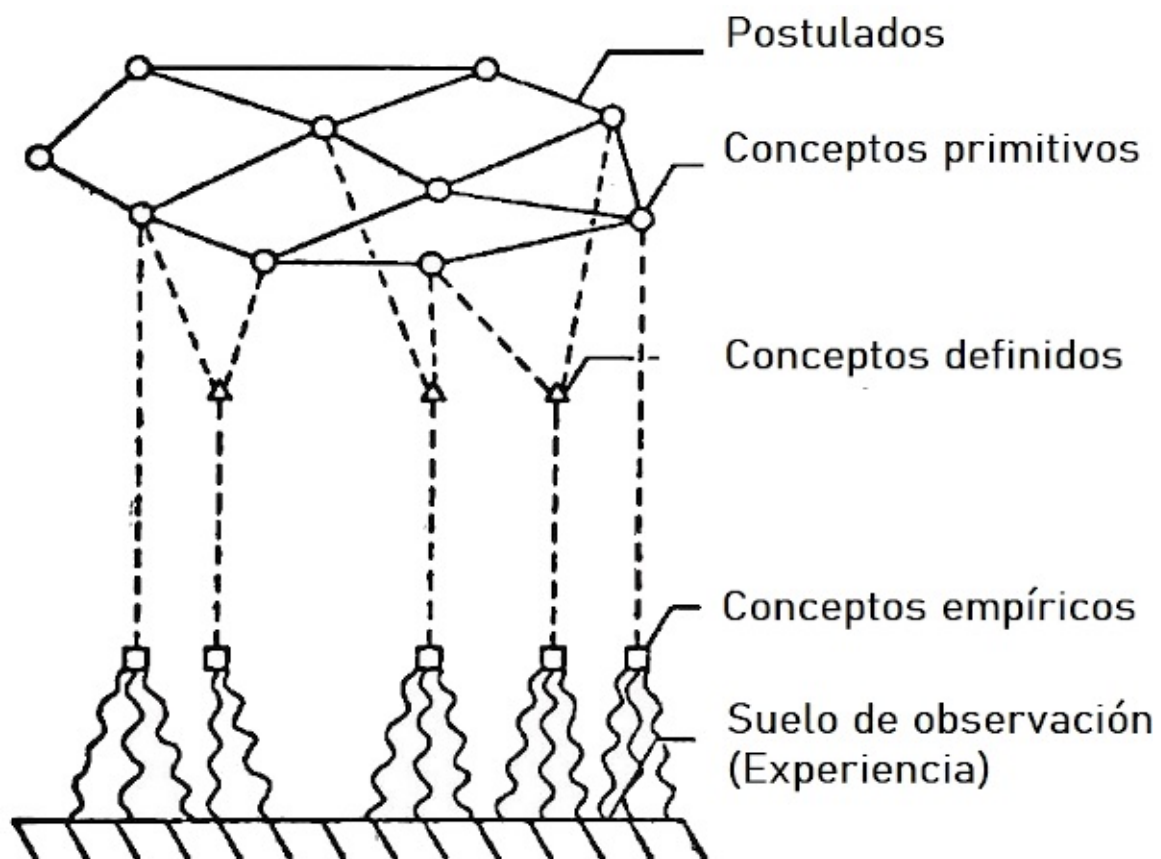 Postulados
Conceptos primitivos
Conceptos definidos
Conceptos empíricos
Suelo de observación
(Experiencia)